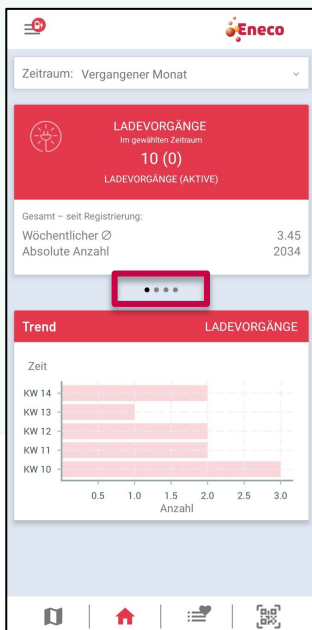 Eneco
Zeitraum: Vergangener Monat
LADEVORGÄNGE
Im gewählten Zeitraum
10 (0)
LADEVORGÄNGE (AKTIVE)
Gesamt – seit Registrierung:
Wöchentlicher ∅ 3.45
Absolute Anzahl 2034
Trend LADEVORGÄNGE
Zeit
KW 14
KW 13
KW 12
KW 11
KW 10
0.5 1.0 1.5 2.0 2.5 3.0
Anzahl